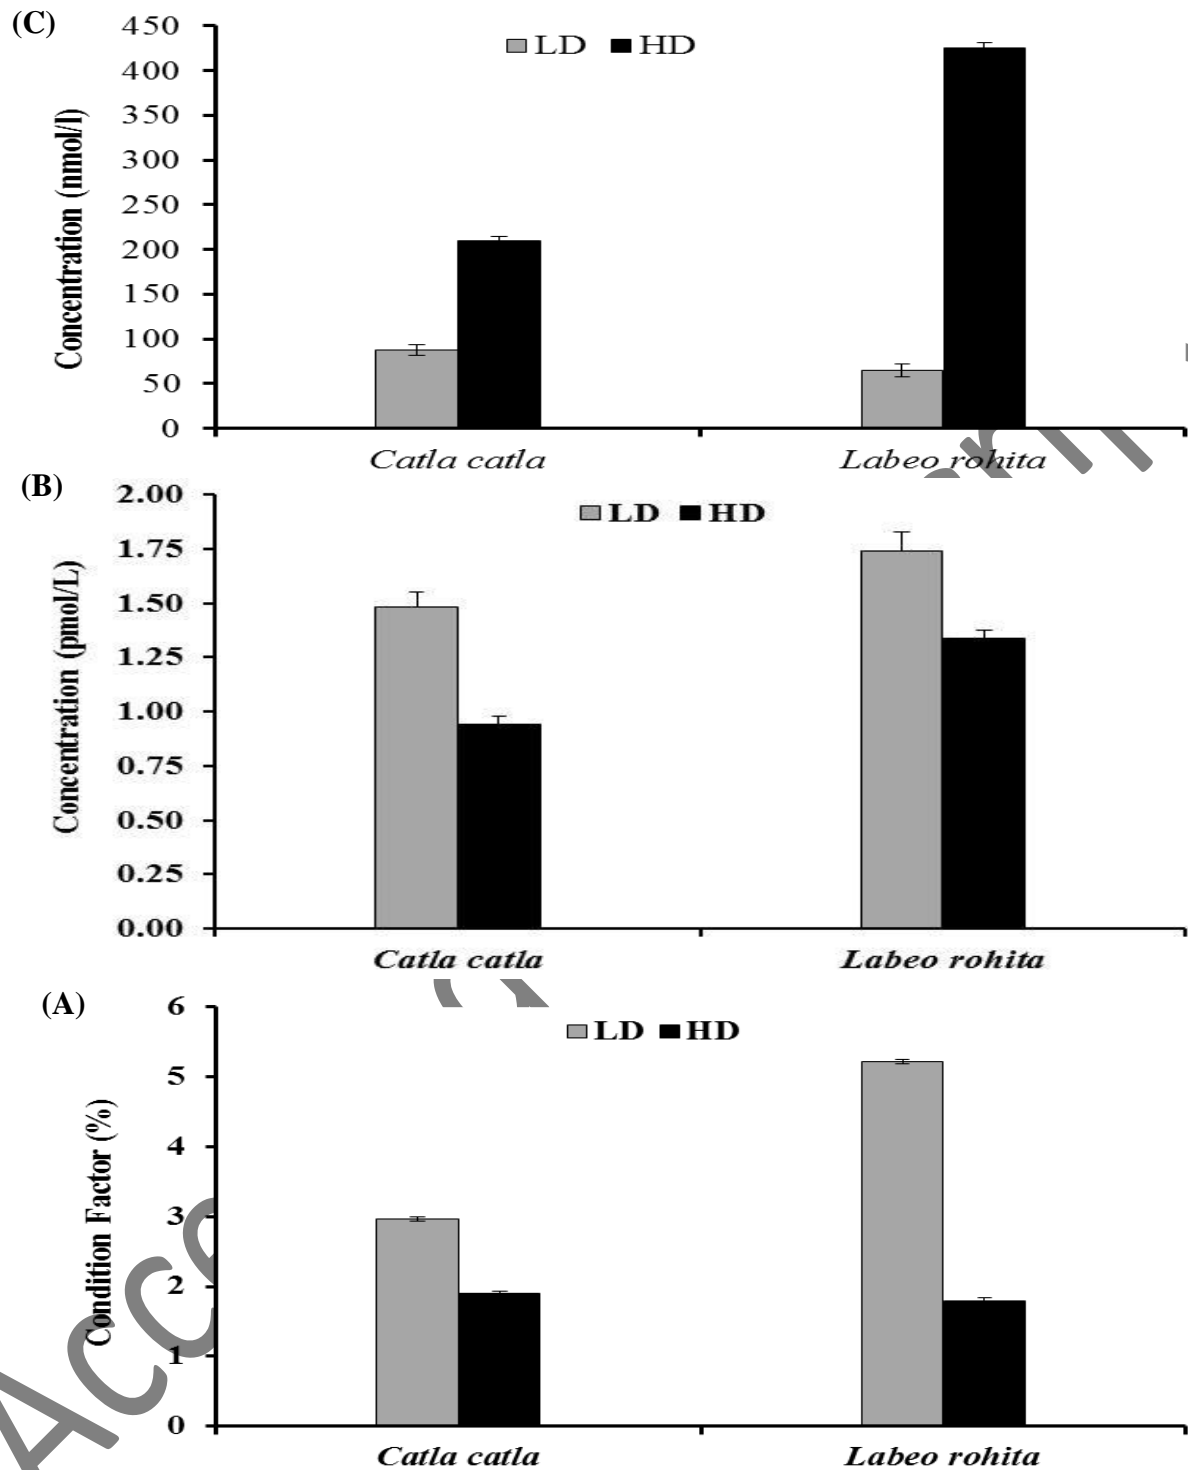 (C)
Concentration (nmol/l)
450
400
350
300
250
200
150
100
50
0
LD HD
Catla catla Labeo rohita
(B)
Concentration (pmol/L)
2.00
1.75
1.50
1.25
1.00
0.75
0.50
0.25
0.00
LD HD
Catla catla Labeo rohita
(A)
Condition Factor (%)
6
5
4
3
2
1
0
LD HD
Catla catla Labeo rohita